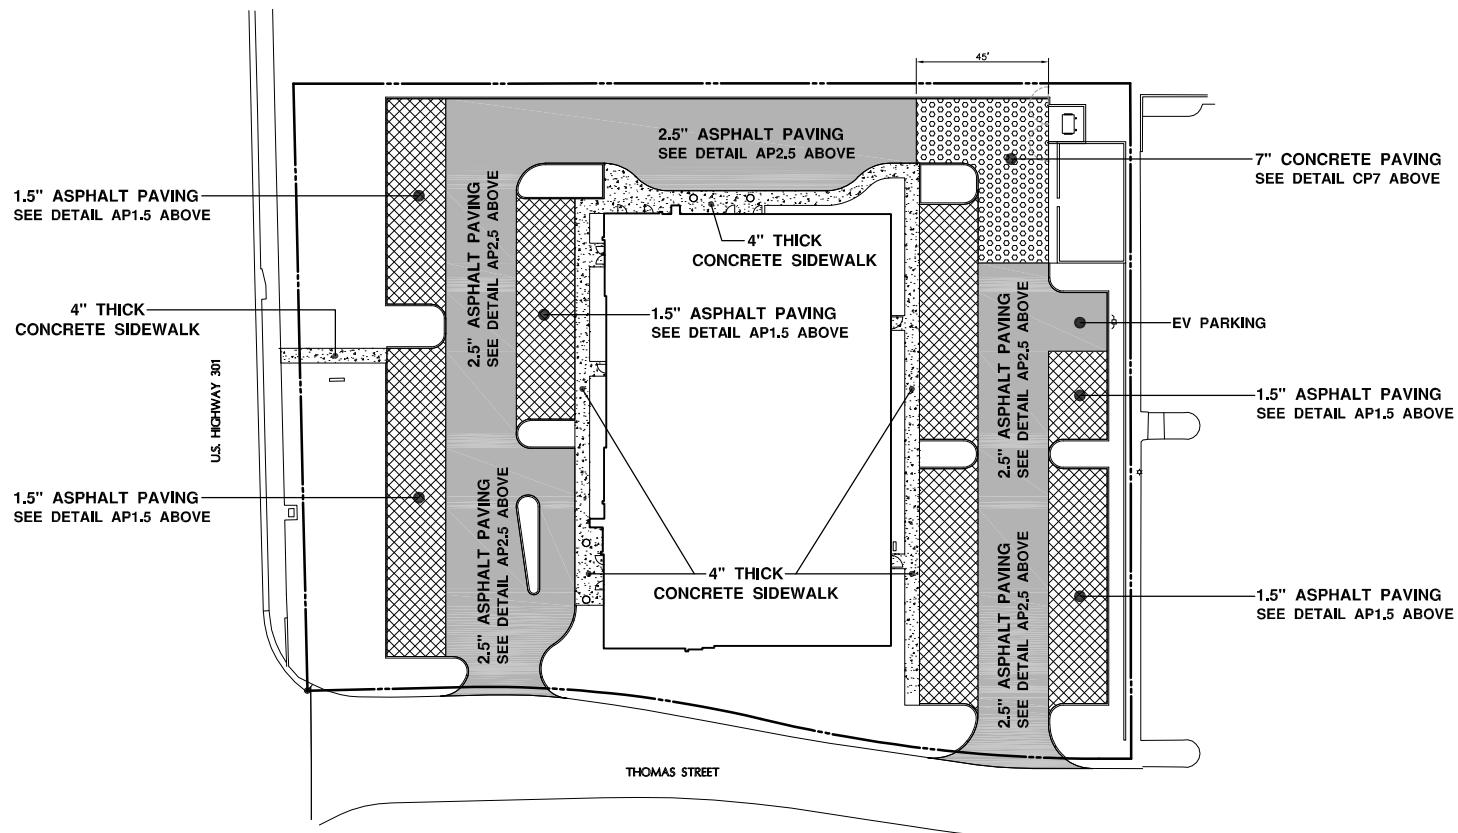 45'
2.5" ASPHALT PAVING
SEE DETAIL AP2.5 ABOVE
7" CONCRETE PAVING
SEE DETAIL CP7 ABOVE
1.5" ASPHALT PAVING
SEE DETAIL AP1.5 ABOVE
2.5" ASPHALT PAVING
SEE DETAIL AP2.5 ABOVE
4" THICK
CONCRETE SIDEWALK
4" THICK
CONCRETE SIDEWALK
1.5" ASPHALT PAVING
SEE DETAIL AP1.5 ABOVE
2.5" ASPHALT PAVING
SEE DETAIL AP2.5 ABOVE
EV PARKING
U.S. HIGHWAY 301
1.5" ASPHALT PAVING
SEE DETAIL AP1.5 ABOVE
1.5" ASPHALT PAVING
SEE DETAIL AP1.5 ABOVE
2.5" ASPHALT PAVING
SEE DETAIL AP2.5 ABOVE
4" THICK
CONCRETE SIDEWALK
2.5" ASPHALT PAVING
SEE DETAIL AP2.5 ABOVE
1.5" ASPHALT PAVING
SEE DETAIL AP1.5 ABOVE
THOMAS STREET